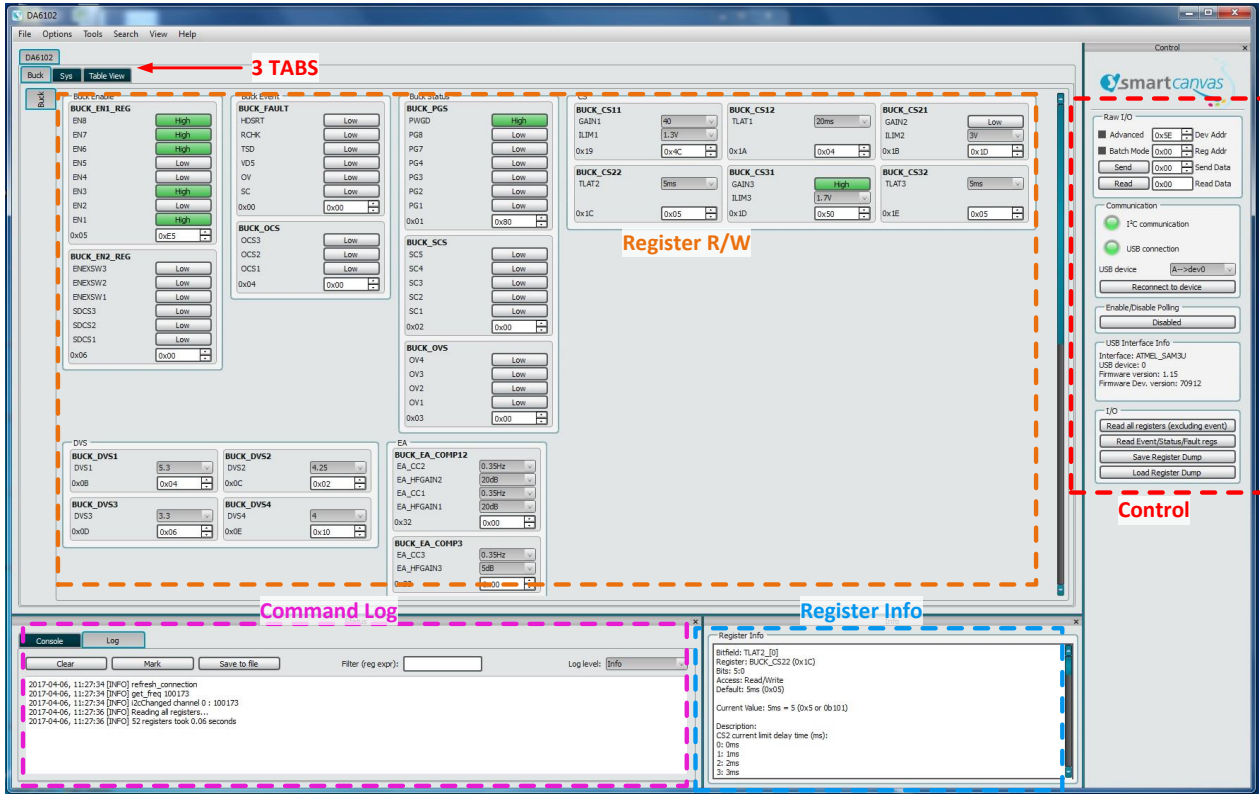 DA6102
File Options Tools Search View Help
DA6102
3 TABS
Buck Sys Table View
Buck
Buck Enable
BUCK_EN1_REG
EN8 High
EN7 High
EN6 High
EN5 Low
EN4 Low
EN3 High
EN2 Low
EN1 High
0x05 0xE5
BUCK_EN2_REG
ENEXSW3 Low
ENEXSW2 Low
ENEXSW1 Low
SDCS3 Low
SDCS2 Low
SDCS1 Low
0x06 0x00
Buck Event
BUCK_FAULT
HDSRT Low
RCHK Low
TSD Low
VD5 Low
OV Low
SC Low
0x00 0x00
BUCK_OCS
OCS3 Low
OCS2 Low
OCS1 Low
0x04 0x00
Buck Status
BUCK_PGS
PWGD High
PG8 Low
PG7 Low
PG4 Low
PG3 Low
PG2 Low
PG1 Low
0x01 0x80
BUCK_SCS
SC5 Low
SC4 Low
SC3 Low
SC2 Low
SC1 Low
0x02 0x00
BUCK_OVS
OV4 Low
OV3 Low
OV2 Low
OV1 Low
0x03 0x00
CS
BUCK_CS11
GAIN1 40
ILIM1 1.3V
0x19 0x4C
BUCK_CS12
TLAT1 20ms
0x1A 0x04
BUCK_CS21
GAIN2 Low
ILIM2 3V
0x1B 0x1D
BUCK_CS22
TLAT2 5ms
0x1C 0x05
BUCK_CS31
GAIN3 High
ILIM3 1.7V
0x1D 0x50
BUCK_CS32
TLAT3 5ms
0x1E 0x05
Register R/W
DVS
BUCK_DVS1
DVS1 5.3
0x0B 0x04
BUCK_DVS2
DVS2 4.25
0x0C 0x02
BUCK_DVS3
DVS3 3.3
0x0D 0x06
BUCK_DVS4
DVS4 4
0x0E 0x10
EA
BUCK_EA_COMP12
EA_CC2 0.35Hz
EA_HFGAIN2 20dB
EA_CC1 0.35Hz
EA_HFGAIN1 20dB
0x32 0x00
BUCK_EA_COMP3
EA_CC3 0.35Hz
EA_HFGAIN3 5dB
0x00
Control
smartcanvas
Raw I/O
Advanced 0x5E Dev Addr
Batch Mode 0x00 Reg Addr
Send 0x00 Send Data
Read 0x00 Read Data
Communication
I²C communication
USB connection
USB device A-->dev0
Reconnect to device
Enable/Disable Polling
Disabled
USB Interface Info
Interface: ATMEL_SAM3U
USB device: 0
Firmware version: 1.15
Firmware Dev. version: 70912
I/O
Read all registers (excluding event)
Read Event/Status/Fault regs
Save Register Dump
Load Register Dump
Control
Command Log
Console Log
Clear Mark Save to file Filter (reg expr): Log level: Info
2017-04-06, 11:27:34 [INFO] refresh_connection
2017-04-06, 11:27:34 [INFO] get_freq 100173
2017-04-06, 11:27:34 [INFO] i2cChanged channel 0 : 100173
2017-04-06, 11:27:36 [INFO] Reading all registers...
2017-04-06, 11:27:36 [INFO] 52 registers took 0.06 seconds
Register Info
Register Info
Bitfield: TLAT2_[0]
Register: BUCK_CS22 (0x1C)
Bits: 5:0
Access: Read/Write
Default: 5ms (0x05)
Current Value: 5ms = 5 (0x5 or 0b101)
Description:
CS2 current limit delay time (ms):
0: 0ms
1: 1ms
2: 2ms
3: 3ms